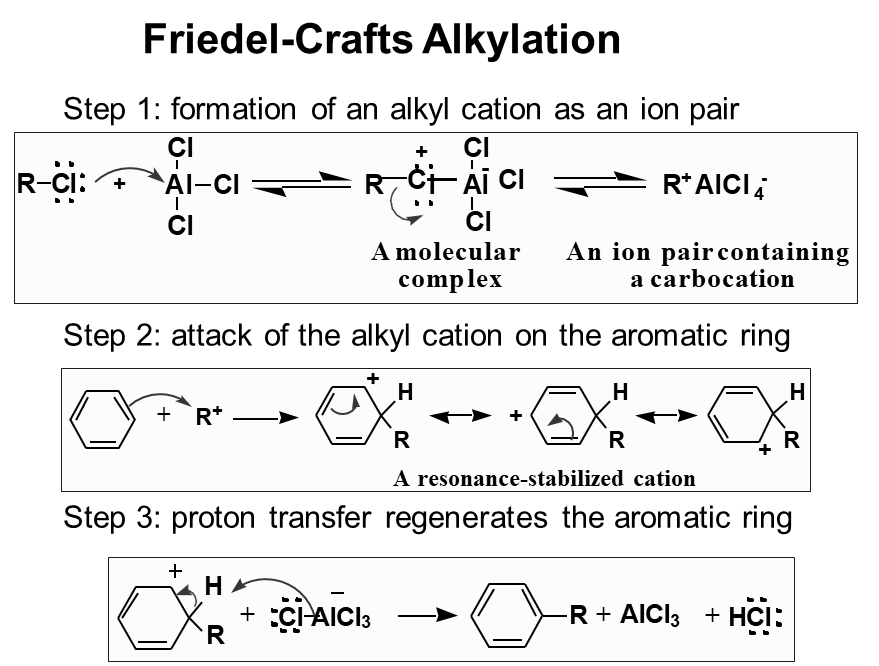 Friedel-Crafts Alkylation
Step 1: formation of an alkyl cation as an ion pair
Cl Cl
R–Cl: + Al–Cl R–Cl–Al Cl R+ AlCl4-
+ -
Cl Cl
A molecular An ion pair containing
complex a carbocation
Step 2: attack of the alkyl cation on the aromatic ring
+ H H H
+ R+ +
R R + R
A resonance-stabilized cation
Step 3: proton transfer regenerates the aromatic ring
+ H –
R + :Cl–AlCl3 –R + AlCl3 + HCl: